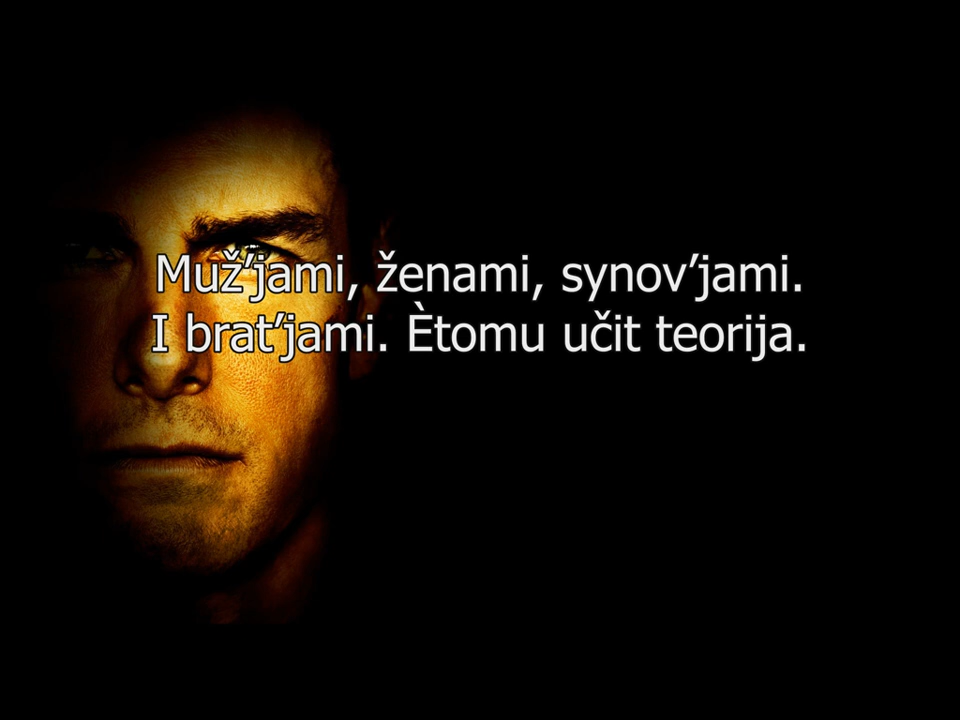 Muž’jami, ženami, synov’jami.
I brat’jami. Ètomu učit teorija.